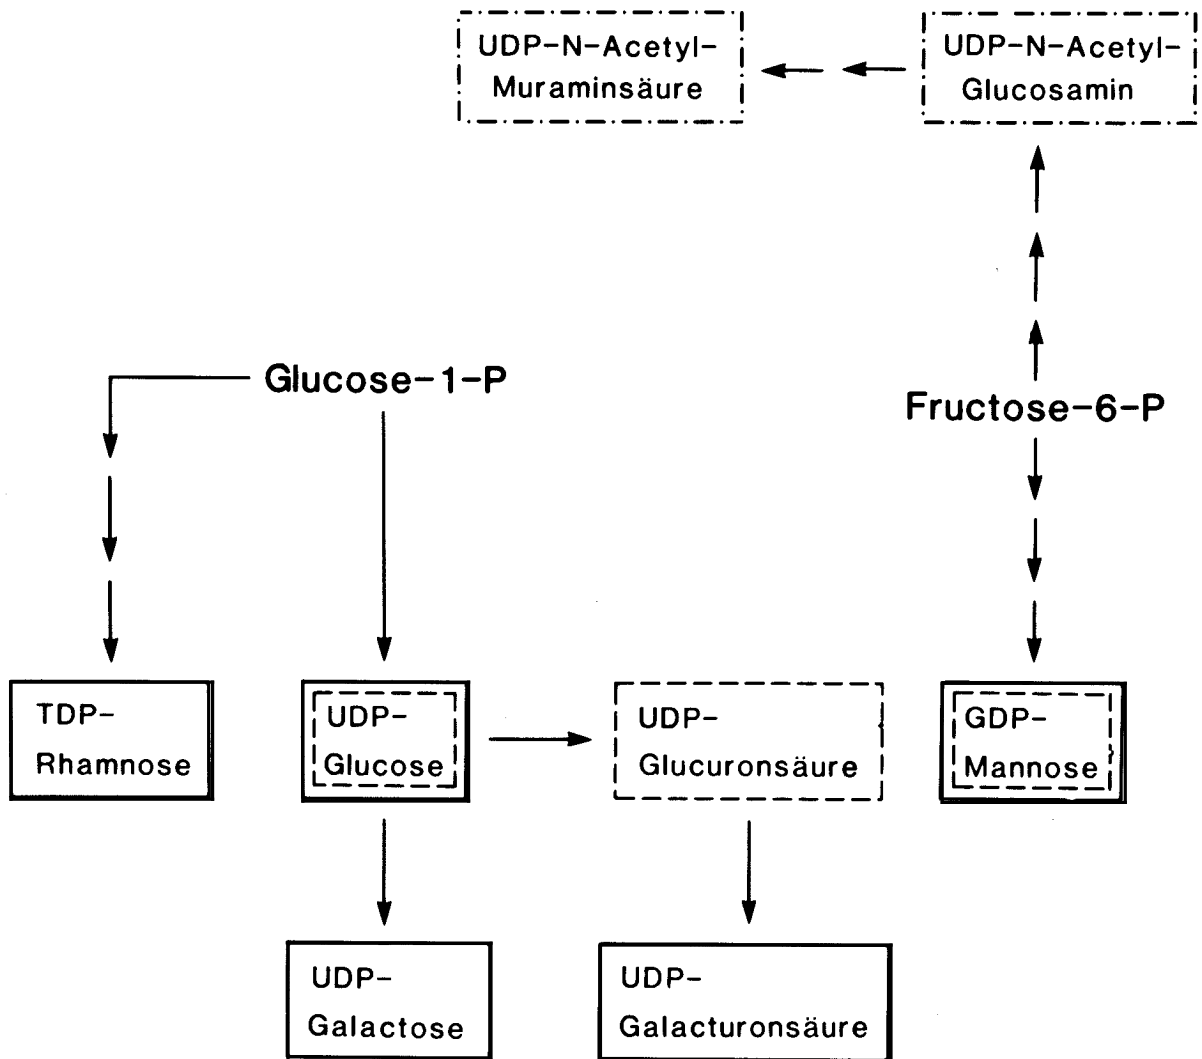 UDP-N-Acetyl-
Muraminsäure
UDP-N-Acetyl-
Glucosamin
Glucose-1-P
Fructose-6-P
TDP-
Rhamnose
UDP-
Glucose
UDP-
Glucuronsäure
GDP-
Mannose
UDP-
Galactose
UDP-
Galacturonsäure